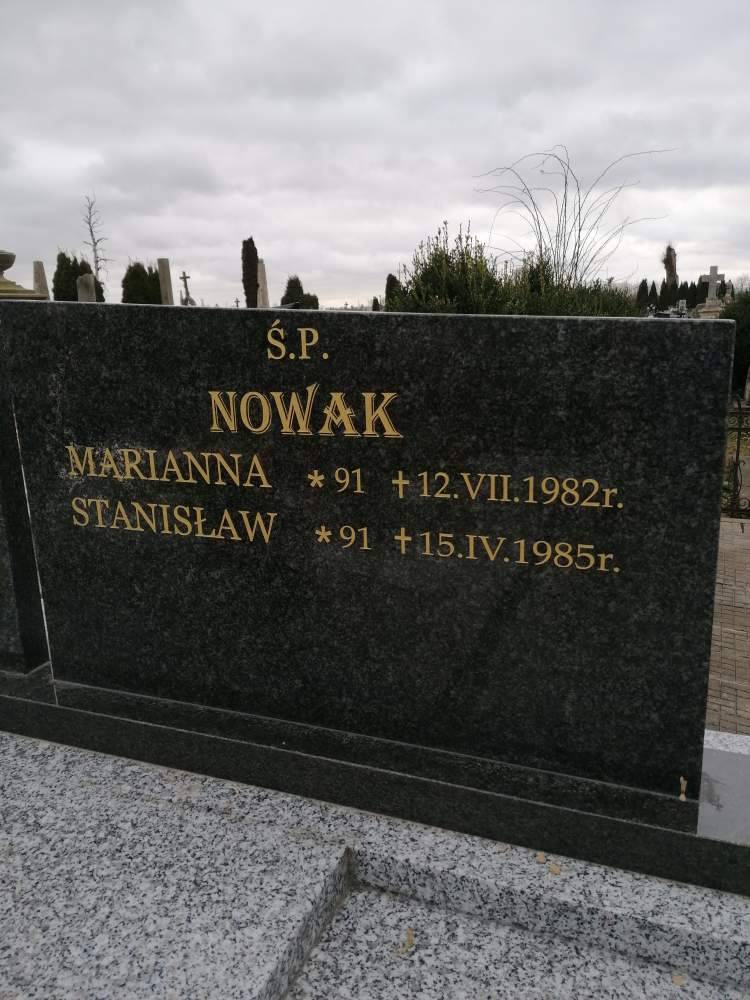 Ś.P.
NOWAK
MARIANNA * 91 ✝ 12.VII.1982r.
STANISŁAW * 91 ✝ 15.IV.1985r.